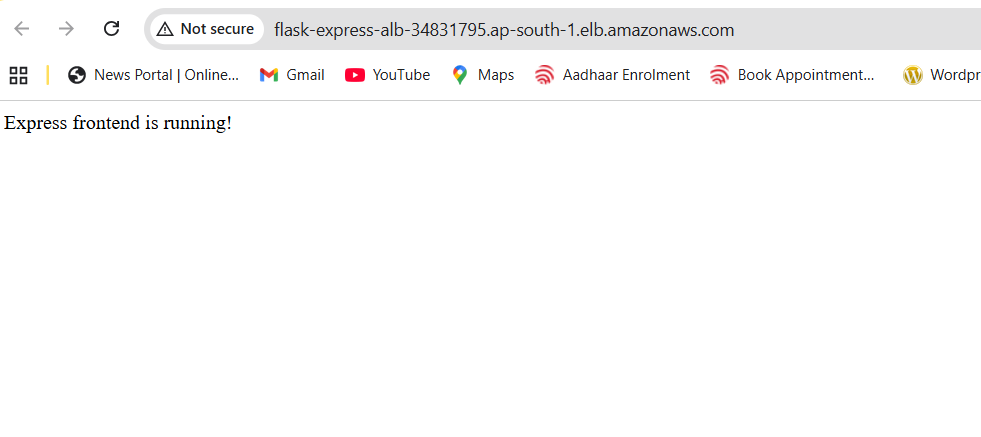 Not secure flask-express-alb-34831795.ap-south-1.elb.amazonaws.com
News Portal | Online... Gmail YouTube Maps Aadhaar Enrolment Book Appointment... Wordpr
Express frontend is running!